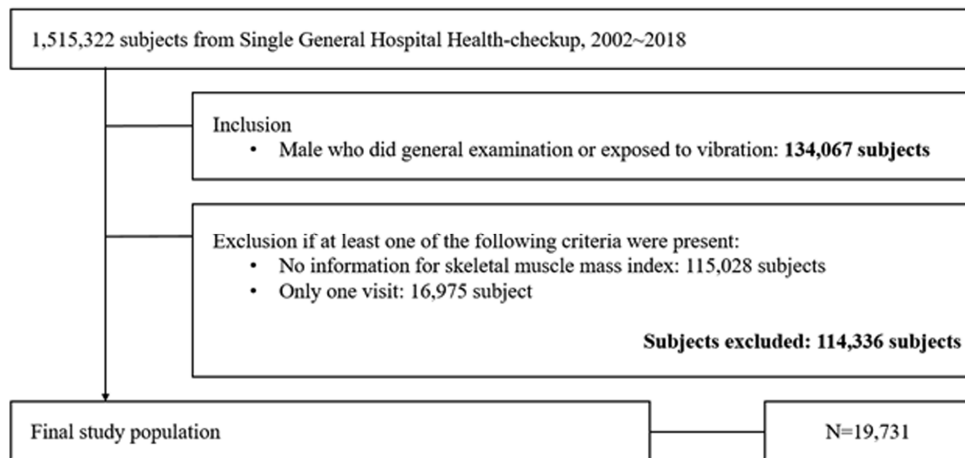 1,515,322 subjects from Single General Hospital Health-checkup, 2002~2018
Inclusion
• Male who did general examination or exposed to vibration: 134,067 subjects
Exclusion if at least one of the following criteria were present:
• No information for skeletal muscle mass index: 115,028 subjects
• Only one visit: 16,975 subject
Subjects excluded: 114,336 subjects
Final study population
N=19,731